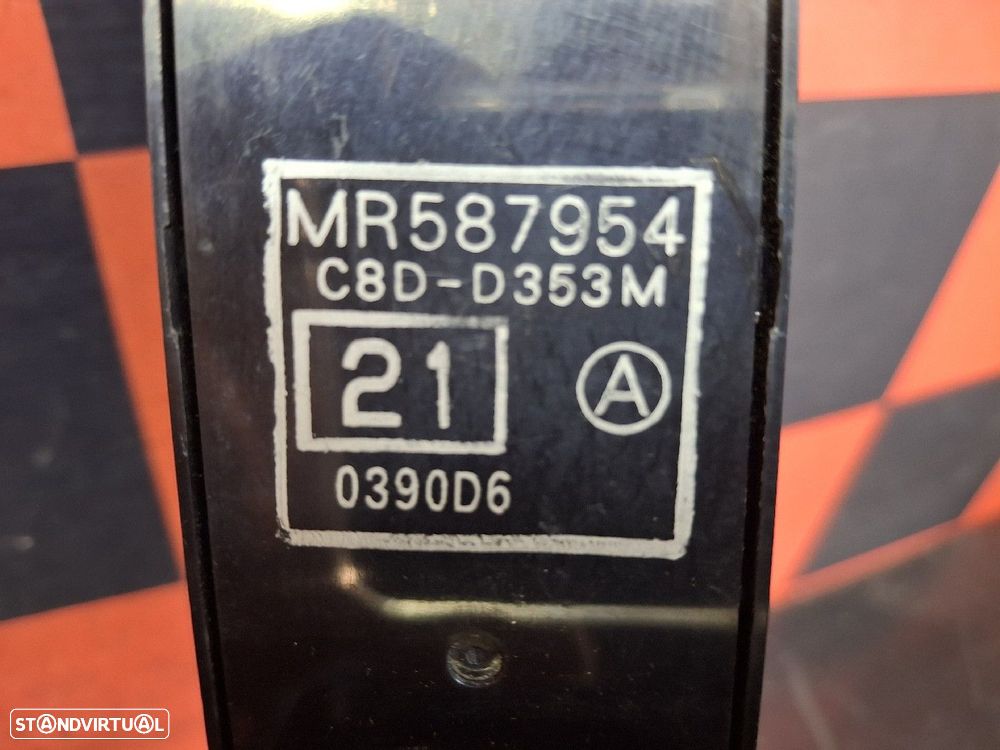 MR587954
C8D-D353M
21
A
0390D6
STANDVIRTUAL